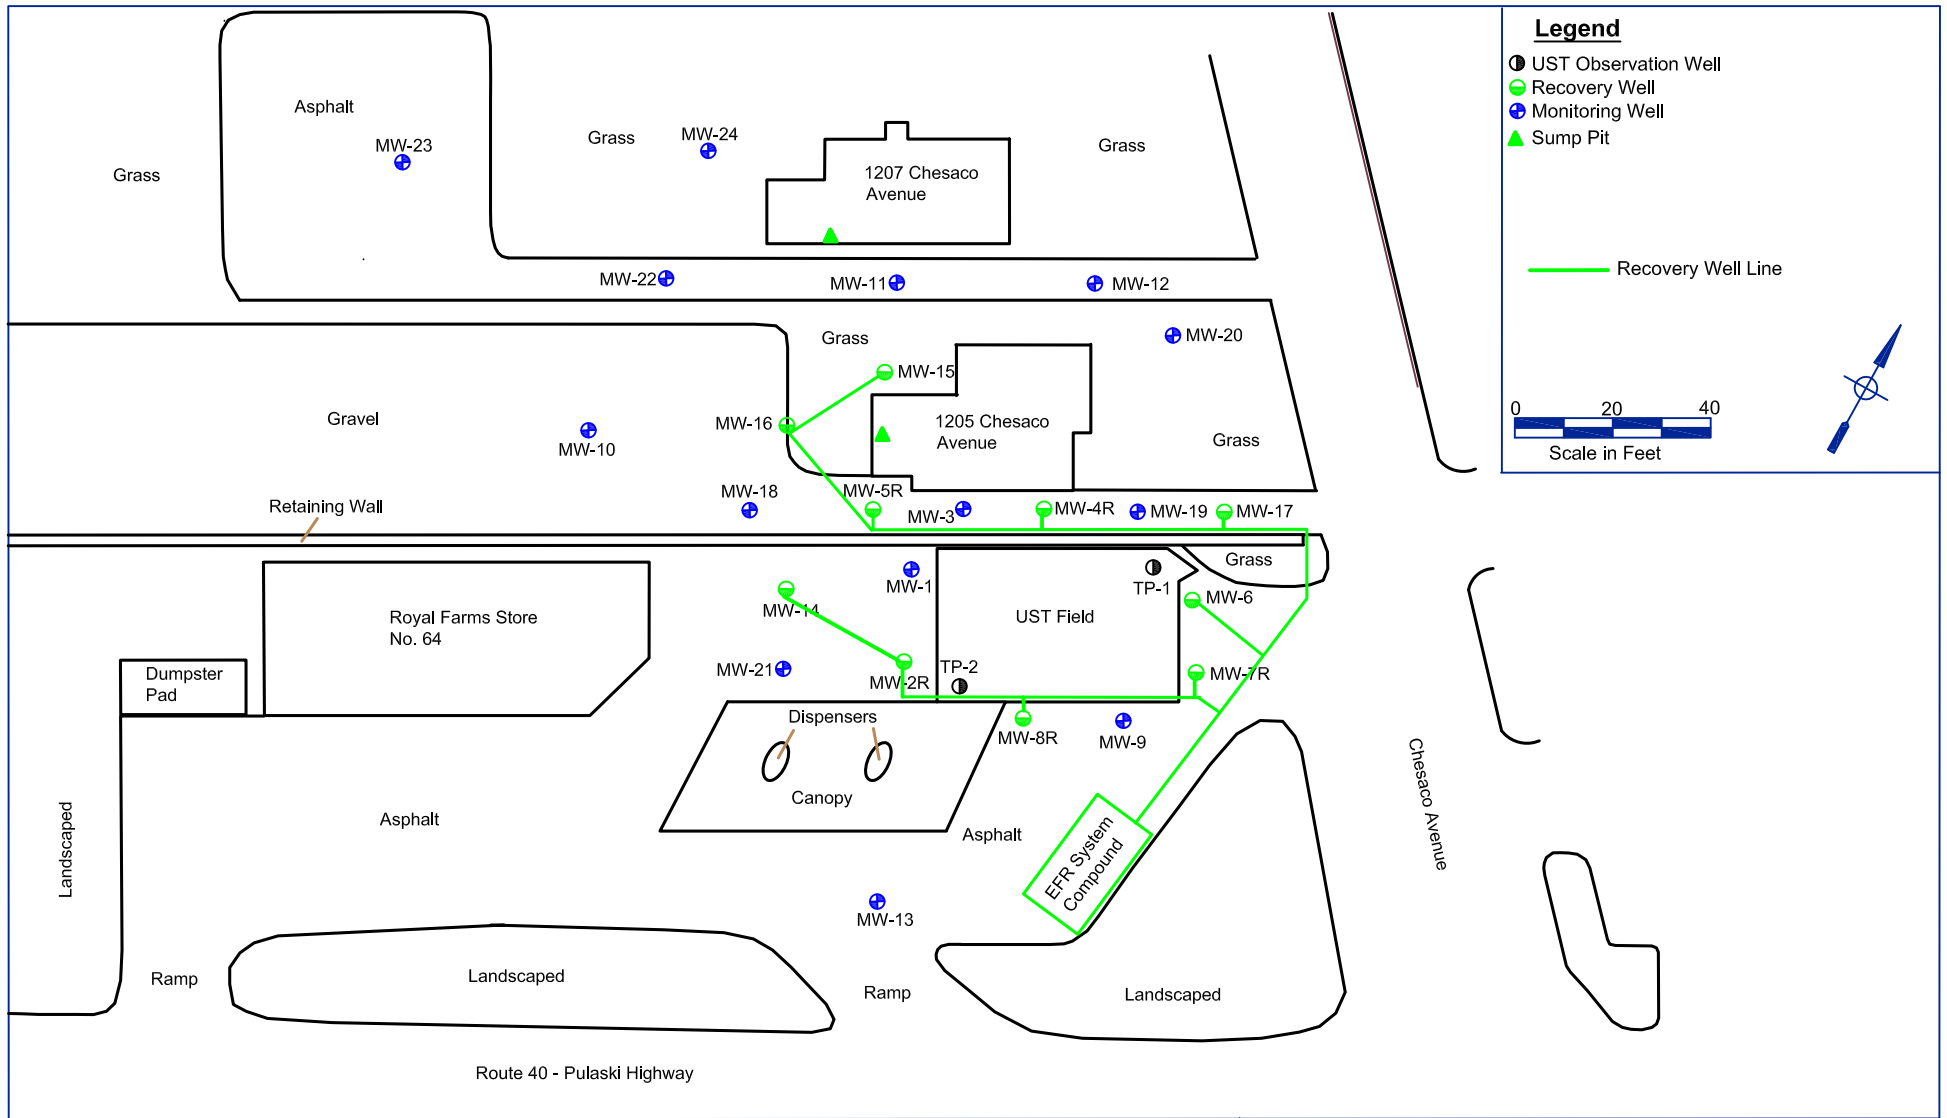 Legend
UST Observation Well
Recovery Well
Monitoring Well
Sump Pit
Recovery Well Line
0 20 40
Scale in Feet
Asphalt
MW-23
Grass
Grass
MW-24
Grass
1207 Chesaco
Avenue
MW-22
MW-11
MW-12
Grass
MW-20
MW-15
Gravel
MW-16
MW-10
1205 Chesaco
Avenue
Grass
MW-18
MW-5R
MW-3
MW-4R
MW-19
MW-17
Retaining Wall
Grass
MW-1
TP-1
MW-6
MW-14
Royal Farms Store
No. 64
UST Field
Dumpster
Pad
MW-21
MW-2R
TP-2
MW-7R
Dispensers
MW-8R
MW-9
Canopy
Asphalt
Asphalt
EFR System
Compound
Chesaco Avenue
Landscaped
MW-13
Ramp
Landscaped
Ramp
Landscaped
Route 40 - Pulaski Highway